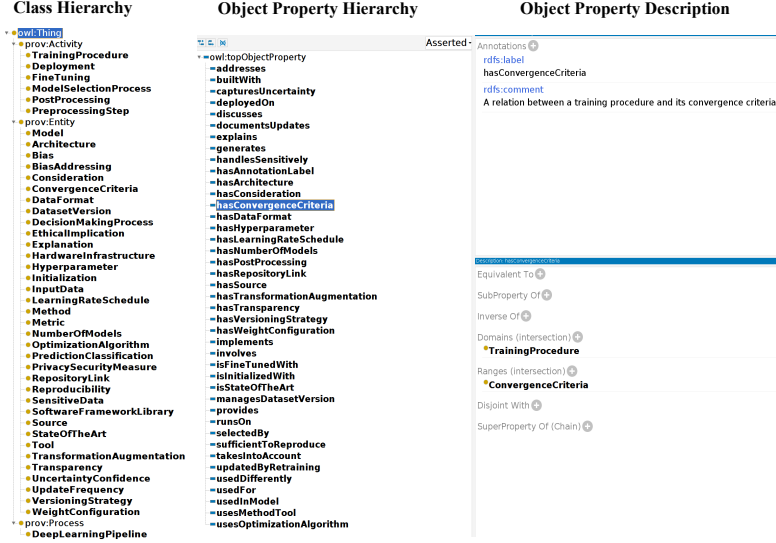 Class Hierarchy
owl:Thing
prov:Activity
TrainingProcedure
Deployment
FineTuning
ModelSelectionProcess
PostProcessing
PreprocessingStep
prov:Entity
Model
Architecture
Bias
BiasAddressing
Consideration
ConvergenceCriteria
DataFormat
DatasetVersion
DecisionMakingProcess
EthicalImplication
Explanation
HardwareInfrastructure
Hyperparameter
Initialization
InputData
LearningRateSchedule
Method
Metric
NumberOfModels
OptimizationAlgorithm
PredictionClassification
PrivacySecurityMeasure
RepositoryLink
Reproducibility
SensitiveData
SoftwareFrameworkLibrary
Source
StateOfTheArt
Tool
TransformationAugmentation
Transparency
UncertaintyConfidence
UpdateFrequency
VersioningStrategy
WeightConfiguration
prov:Process
DeepLearningPipeline
Object Property Hierarchy
Asserted
owl:topObjectProperty
addresses
builtWith
capturesUncertainty
deployedOn
discusses
documentsUpdates
explains
generates
handlesSensitively
hasAnnotationLabel
hasArchitecture
hasConsideration
hasConvergenceCriteria
hasDataFormat
hasHyperparameter
hasLearningRateSchedule
hasNumberOfModels
hasPostProcessing
hasRepositoryLink
hasSource
hasTransformationAugmentation
hasTransparency
hasVersioningStrategy
hasWeightConfiguration
implements
involves
isFineTunedWith
isInitializedWith
isStateOfTheArt
managesDatasetVersion
provides
runsOn
selectedBy
sufficientToReproduce
takesIntoAccount
updatedByRetraining
usedDifferently
usedFor
usedInModel
usesMethodTool
usesOptimizationAlgorithm
Object Property Description
Annotations
rdfs:label
hasConvergenceCriteria
rdfs:comment
A relation between a training procedure and its convergence criteria
Description: hasConvergenceCriteria
Equivalent To
SubProperty Of
Inverse Of
Domains (intersection)
TrainingProcedure
Ranges (intersection)
ConvergenceCriteria
Disjoint With
SuperProperty Of (Chain)